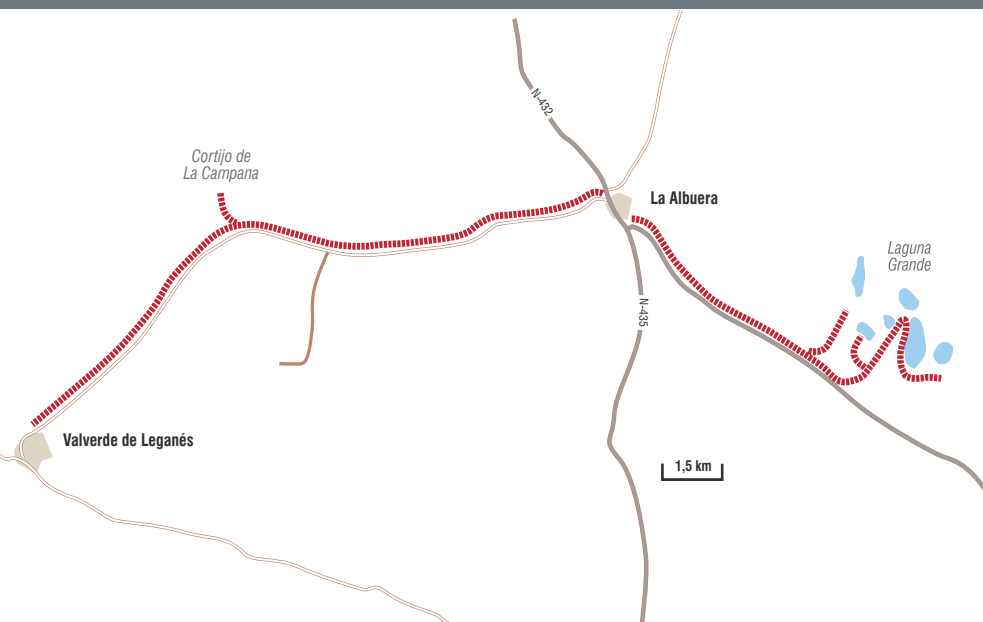 N-432
Cortijo de
La Campana
La Albuera
Laguna
Grande
N-435
Valverde de Leganés
1,5 km